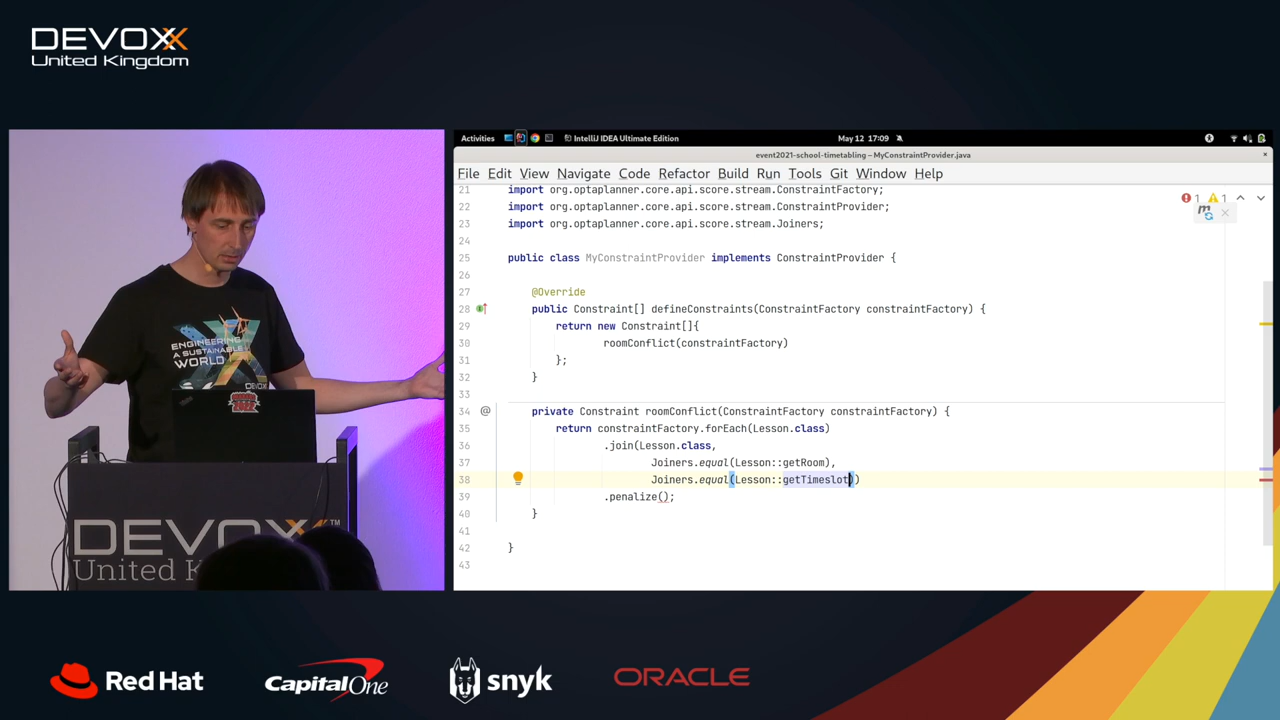 DEVOXX
United Kingdom
Activities
IntelliJ IDEA Ultimate Edition
May 12 17:09
event2021-school-timetabling – MyConstraintProvider.java
File Edit View Navigate Code Refactor Build Run Tools Git Window Help
21 import org.optaplanner.core.api.score.stream.ConstraintFactory;
22 import org.optaplanner.core.api.score.stream.ConstraintProvider;
23 import org.optaplanner.core.api.score.stream.Joiners;
24
25 public class MyConstraintProvider implements ConstraintProvider {
26
27 @Override
28 public Constraint[] defineConstraints(ConstraintFactory constraintFactory) {
29 return new Constraint[]{
30 roomConflict(constraintFactory)
31 };
32 }
33
34 @ private Constraint roomConflict(ConstraintFactory constraintFactory) {
35 return constraintFactory.forEach(Lesson.class)
36 .join(Lesson.class,
37 Joiners.equal(Lesson::getRoom),
38 Joiners.equal(Lesson::getTimeslot))
39 .penalize();
40 }
41
42 }
43
1 1
m
ENGINEERING
A SUSTAINABLE
WORLD
DEVOXX
2022
DEVOXX™
United K
Red Hat
Capital One
snyk
ORACLE